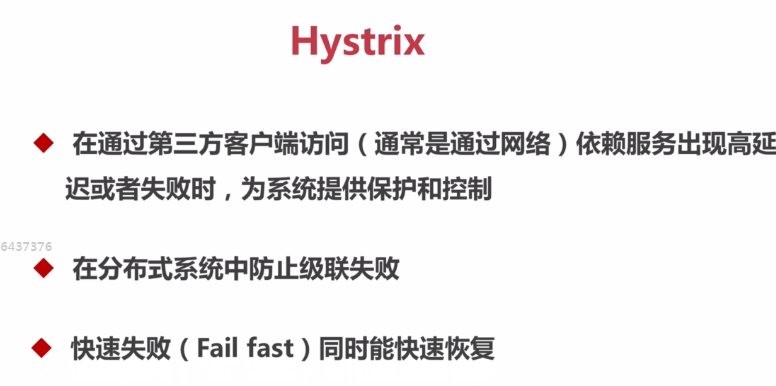 Hystrix
在通过第三方客户端访问（通常是通过网络）依赖服务出现高延
迟或者失败时，为系统提供保护和控制
6437376
在分布式系统中防止级联失败
快速失败（Fail fast）同时能快速恢复